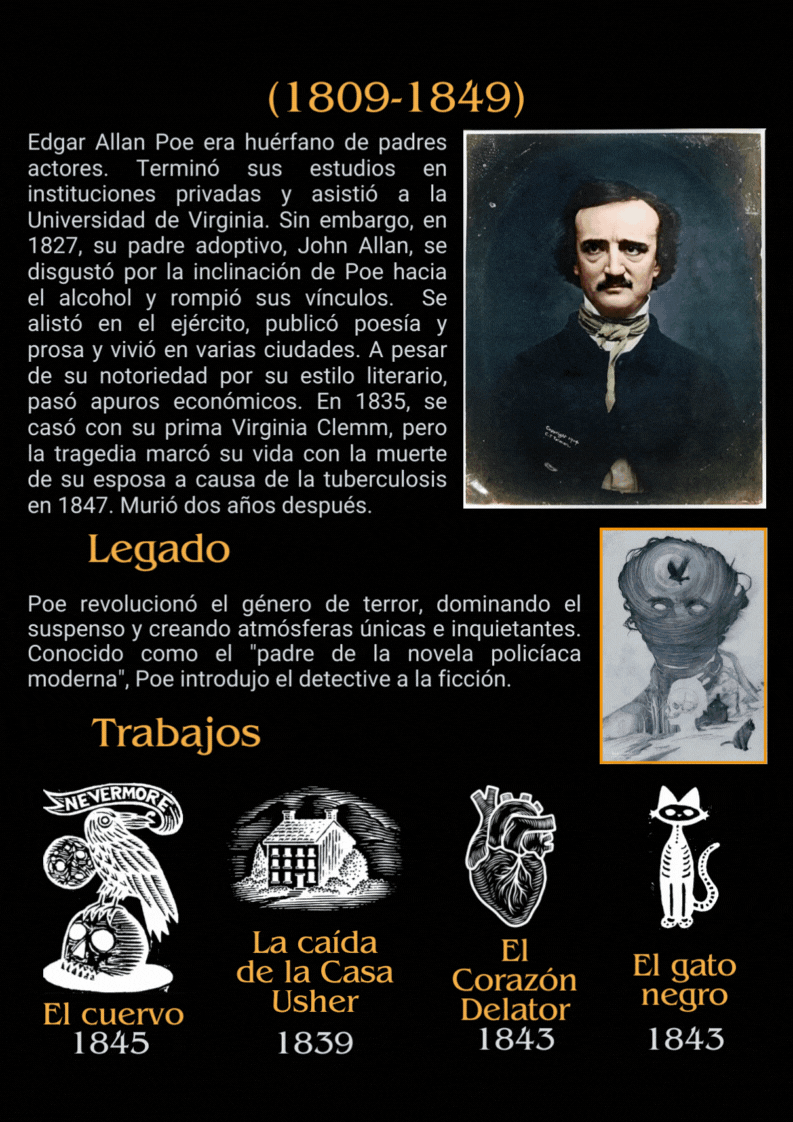 (1809-1849)
Edgar Allan Poe era huérfano de padres
actores. Terminó sus estudios en
instituciones privadas y asistió a la
Universidad de Virginia. Sin embargo, en
1827, su padre adoptivo, John Allan, se
disgustó por la inclinación de Poe hacia
el alcohol y rompió sus vínculos. Se
alistó en el ejército, publicó poesía y
prosa y vivió en varias ciudades. A pesar
de su notoriedad por su estilo literario,
pasó apuros económicos. En 1835, se
casó con su prima Virginia Clemm, pero
la tragedia marcó su vida con la muerte
de su esposa a causa de la tuberculosis
en 1847. Murió dos años después.
Legado
Poe revolucionó el género de terror, dominando el
suspenso y creando atmósferas únicas e inquietantes.
Conocido como el "padre de la novela policíaca
moderna", Poe introdujo el detective a la ficción.
Trabajos
NEVERMORE
El cuervo
1845
La caída
de la Casa
Usher
1839
El
Corazón
Delator
1843
El gato
negro
1843